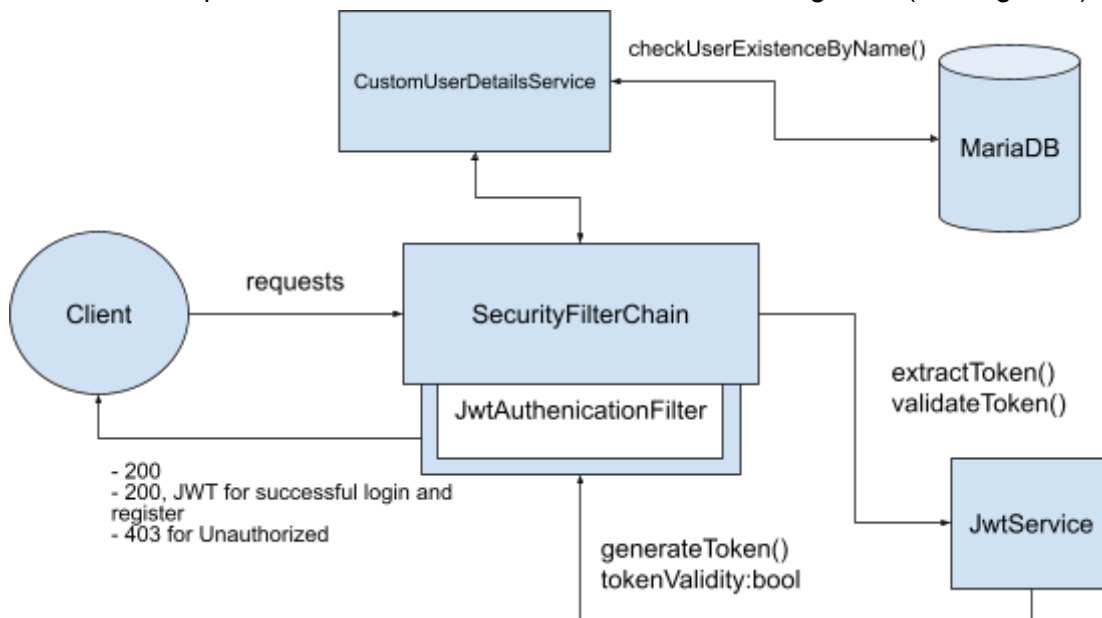 checkUserExistenceByName()
CustomUserDetailsService
MariaDB
requests
Client
SecurityFilterChain
extractToken()
validateToken()
JwtAuthenicationFilter
- 200
- 200, JWT for successful login and
register
- 403 for Unauthorized
JwtService
generateToken()
tokenValidity:bool